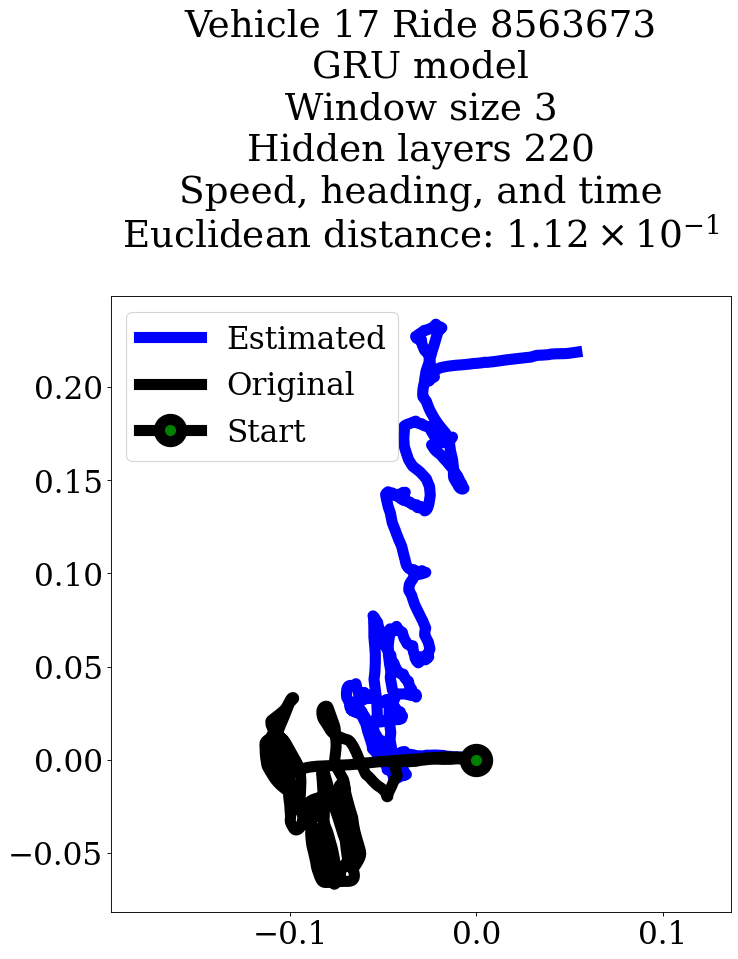 Vehicle 17 Ride 8563673
GRU model
Window size 3
Hidden layers 220
Speed, heading, and time
Euclidean distance: 1.12 × 10⁻¹
Estimated
Original
Start
0.20
0.15
0.10
0.05
0.00
−0.05
−0.1 0.0 0.1